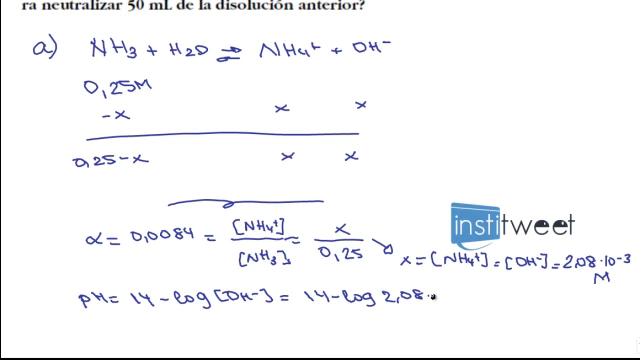 ra neutralizar 50 mL de la disolución anterior?
a) NH3 + H2O ⇌ NH4+ + OH-
0,25M
-x x x
0,25-x x x
α = 0,0084 = [NH4+]/[NH3] = x/0,25
institweet
x = [NH4+] = [OH-] = 2,08·10-3 M
pH = 14 - log [OH-] = 14 - log 2,08·